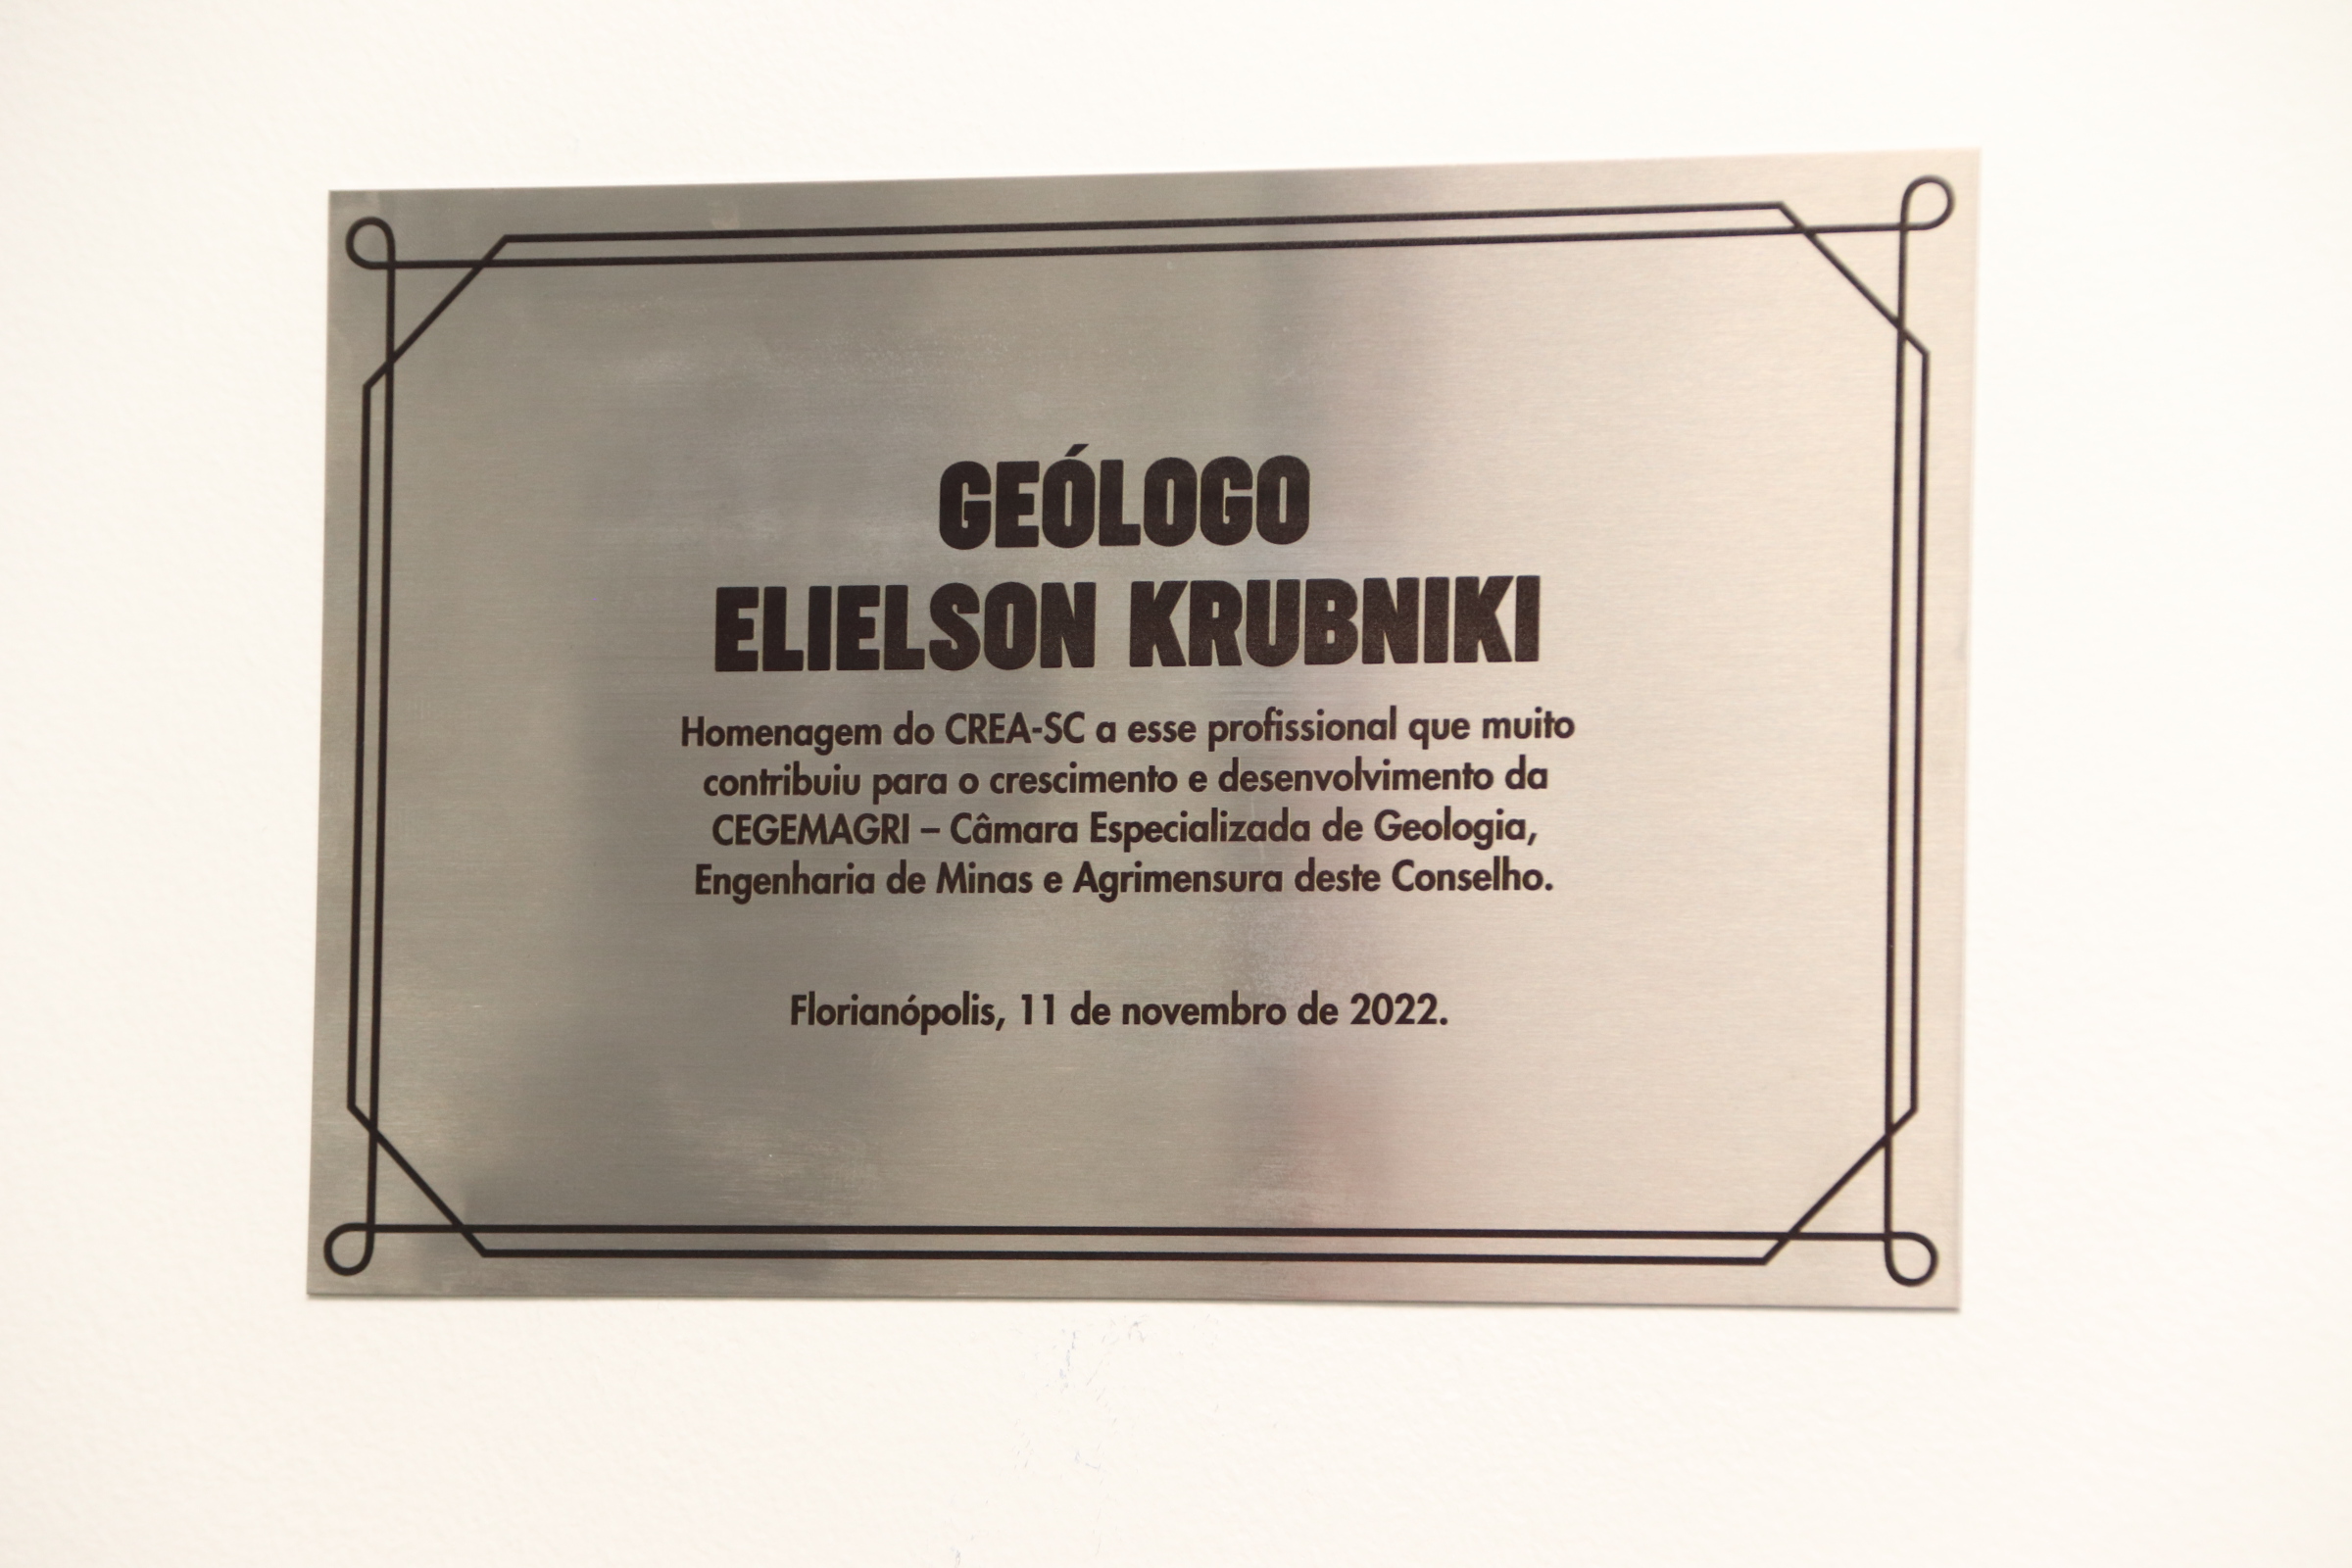 GEÓLOGO
ELIELSON KRUBNIKI
Homenagem do CREA-SC a esse profissional que muito
contribuiu para o crescimento e desenvolvimento da
CEGEMAGRI – Câmara Especializada de Geologia,
Engenharia de Minas e Agrimensura deste Conselho.
Florianópolis, 11 de novembro de 2022.